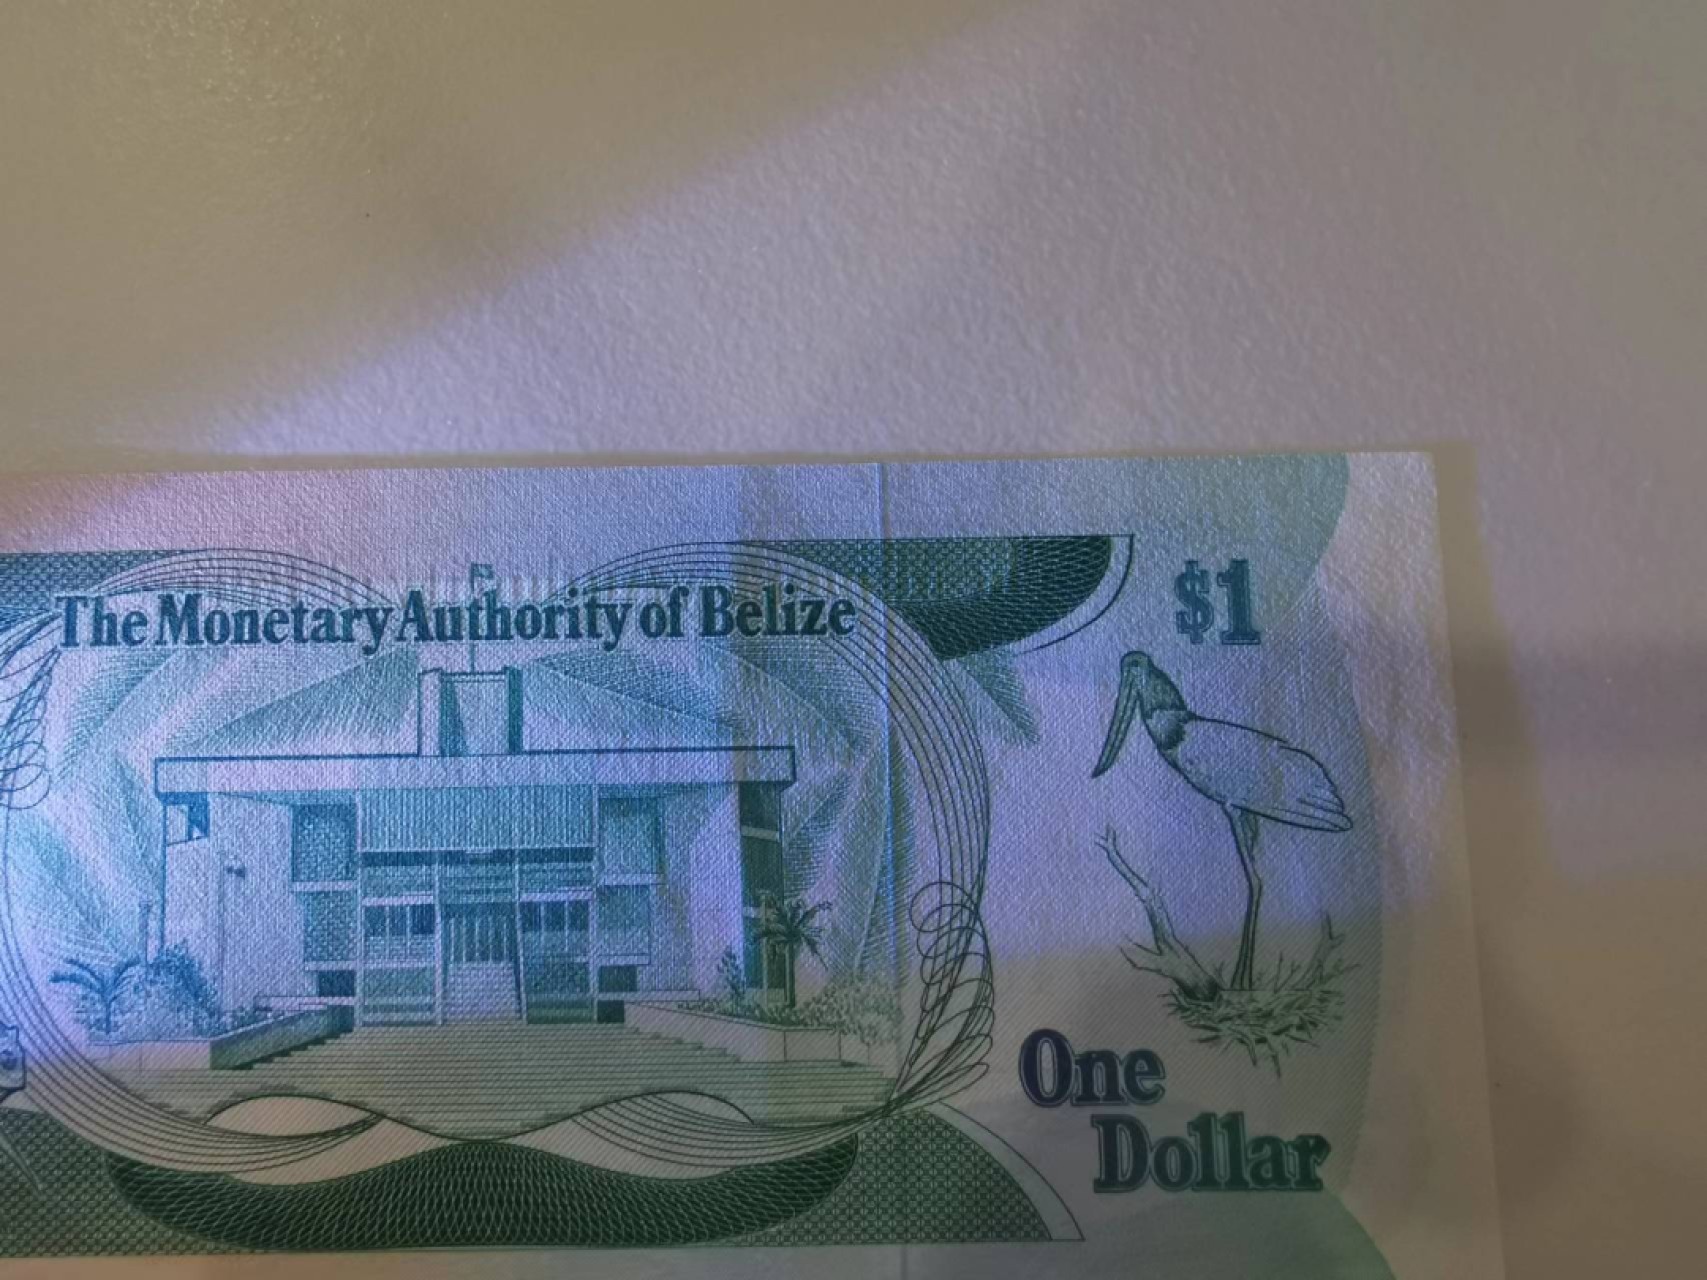 The Monetary Authority of Belize
$1
One
Dollar